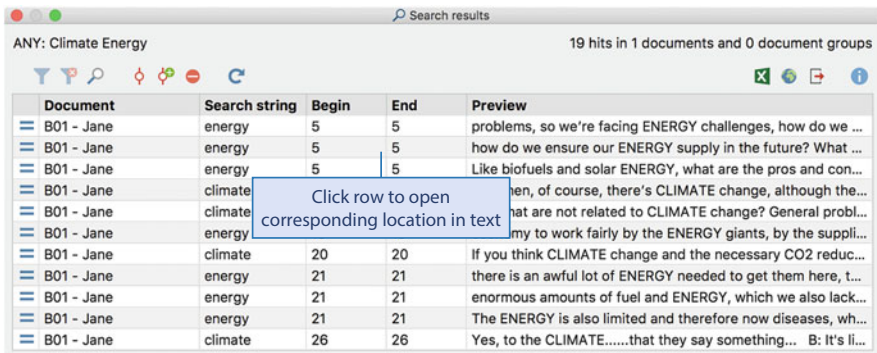 Search results
ANY: Climate Energy 19 hits in 1 documents and 0 document groups
Document Search string Begin End Preview
B01 - Jane energy 5 5 problems, so we're facing ENERGY challenges, how do we ...
B01 - Jane energy 5 5 how do we ensure our ENERGY supply in the future? What ...
B01 - Jane energy 5 5 Like biofuels and solar ENERGY, what are the pros and con...
B01 - Jane climate en, of course, there's CLIMATE change, although the...
Click row to open
B01 - Jane climate at are not related to CLIMATE change? General probl...
corresponding location in text
B01 - Jane energy my to work fairly by the ENERGY giants, by the suppli...
B01 - Jane climate 20 20 If you think CLIMATE change and the necessary CO2 reduc...
B01 - Jane energy 21 21 there is an awful lot of ENERGY needed to get them here, t...
B01 - Jane energy 21 21 enormous amounts of fuel and ENERGY, which we also lack...
B01 - Jane energy 21 21 The ENERGY is also limited and therefore now diseases, wh...
B01 - Jane climate 26 26 Yes, to the CLIMATE......that they say something... B: It's li...